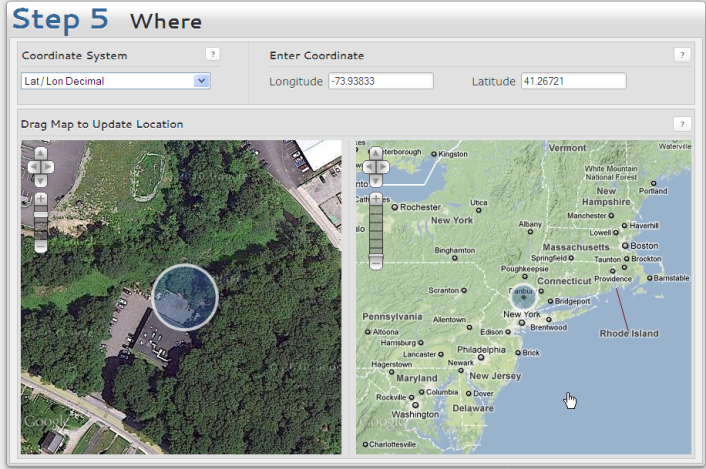 Step 5 Where
Coordinate System
?
Enter Coordinate
?
Lat / Lon Decimal
Longitude -73.93833 Latitude 41.26721
Drag Map to Update Location
?
Google
Vermont
Waterville
Kingston
White Mountain
National Forest
Portland
New
Hampshire
Rochester
Utica
New York
Manchester
Haverhill
Lowell
Albany
Boston
Massachusetts
Binghamton
Springfield
Taunton
Brockton
Poughkeepsie
Providence
Barnstable
Scranton
Connecticut
Bridgeport
Pennsylvania
Allentown
New York
Brentwood
Rhode Island
Altoona
Edison
Harrisburg
Philadelphia
Brick
Lancaster
Newark
Hagerstown
New Jersey
Maryland
Columbia
Dover
Rockville
Washington
Delaware
Google
Charlottesville